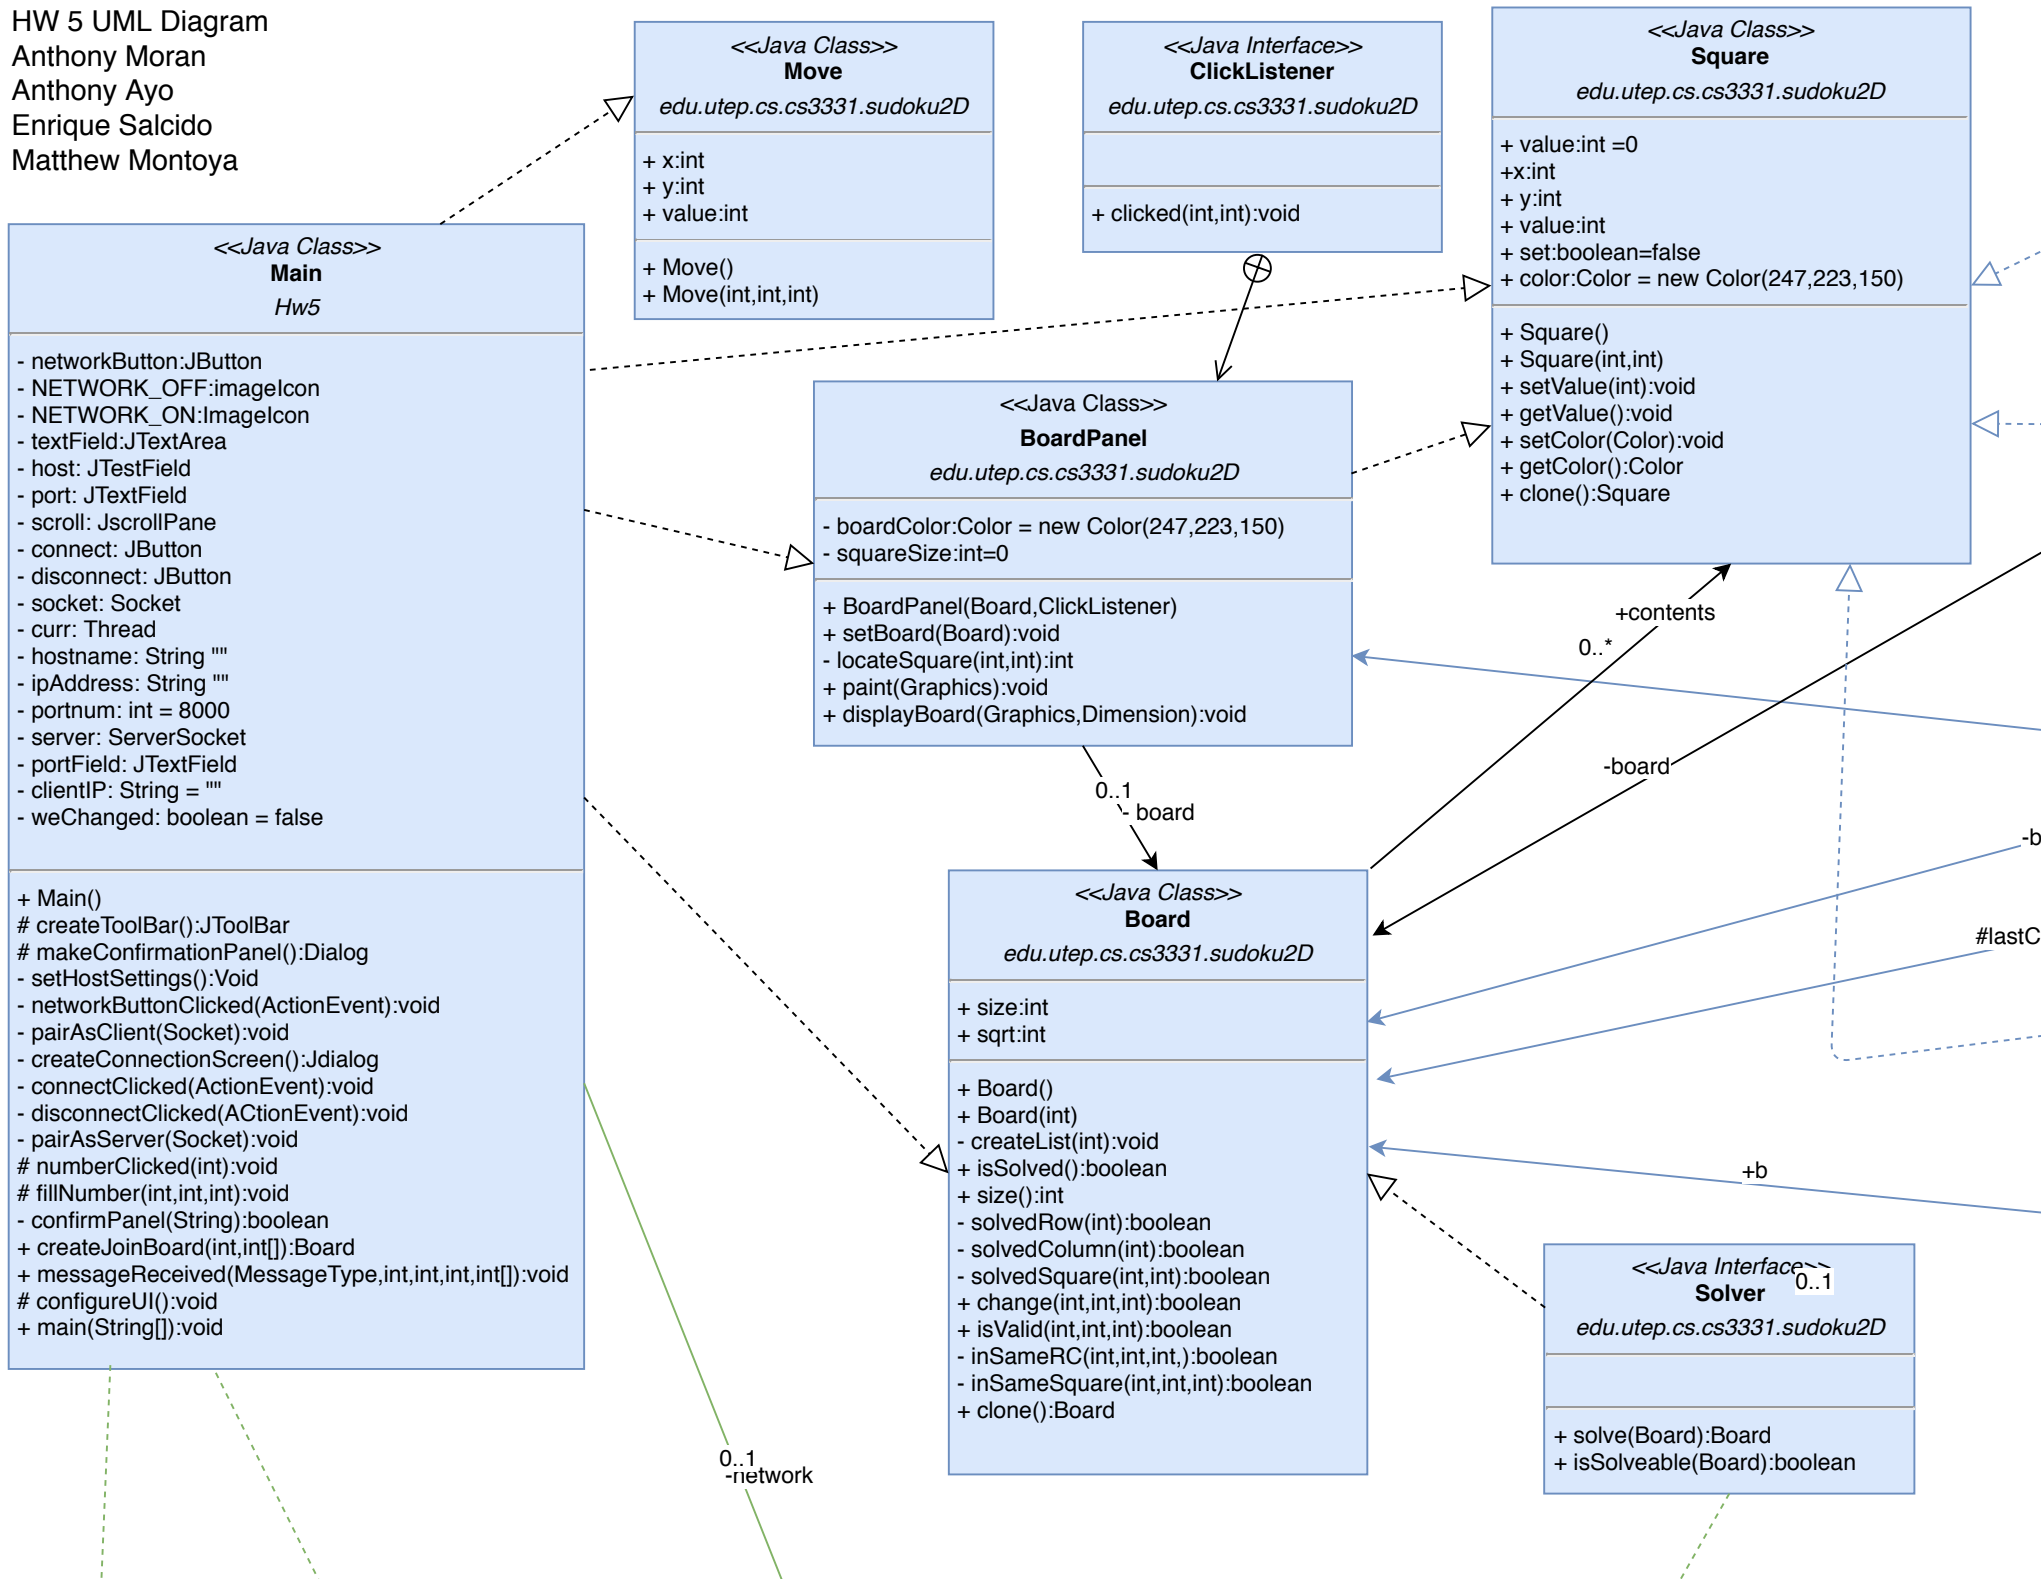 HW 5 UML Diagram
Anthony Moran
Anthony Ayo
Enrique Salcido
Matthew Montoya
<<Java Class>>
Move
edu.utep.cs.cs3331.sudoku2D
+ x:int
+ y:int
+ value:int
+ Move()
+ Move(int,int,int)
<<Java Interface>>
ClickListener
edu.utep.cs.cs3331.sudoku2D
+ clicked(int,int):void
<<Java Class>>
Square
edu.utep.cs.cs3331.sudoku2D
+ value:int =0
+x:int
+ y:int
+ value:int
+ set:boolean=false
+ color:Color = new Color(247,223,150)
+ Square()
+ Square(int,int)
+ setValue(int):void
+ getValue():void
+ setColor(Color):void
+ getColor():Color
+ clone():Square
<<Java Class>>
Main
Hw5
- networkButton:JButton
- NETWORK_OFF:imageIcon
- NETWORK_ON:ImageIcon
- textField:JTextArea
- host: JTestField
- port: JTextField
- scroll: JscrollPane
- connect: JButton
- disconnect: JButton
- socket: Socket
- curr: Thread
- hostname: String ""
- ipAddress: String ""
- portnum: int = 8000
- server: ServerSocket
- portField: JTextField
- clientIP: String = ""
- weChanged: boolean = false
+ Main()
# createToolBar():JToolBar
# makeConfirmationPanel():Dialog
- setHostSettings():Void
- networkButtonClicked(ActionEvent):void
- pairAsClient(Socket):void
- createConnectionScreen():Jdialog
- connectClicked(ActionEvent):void
- disconnectClicked(ACtionEvent):void
- pairAsServer(Socket):void
# numberClicked(int):void
# fillNumber(int,int,int):void
- confirmPanel(String):boolean
+ createJoinBoard(int,int[]):Board
+ messageReceived(MessageType,int,int,int,int[]):void
# configureUI():void
+ main(String[]):void
<<Java Class>>
BoardPanel
edu.utep.cs.cs3331.sudoku2D
- boardColor:Color = new Color(247,223,150)
- squareSize:int=0
+ BoardPanel(Board,ClickListener)
+ setBoard(Board):void
- locateSquare(int,int):int
+ paint(Graphics):void
+ displayBoard(Graphics,Dimension):void
+contents
0..*
-board
0..1
- board
-b
#lastC
+b
<<Java Class>>
Board
edu.utep.cs.cs3331.sudoku2D
+ size:int
+ sqrt:int
+ Board()
+ Board(int)
- createList(int):void
+ isSolved():boolean
+ size():int
- solvedRow(int):boolean
- solvedColumn(int):boolean
- solvedSquare(int,int):boolean
+ change(int,int,int):boolean
+ isValid(int,int,int):boolean
- inSameRC(int,int,int,):boolean
- inSameSquare(int,int,int):boolean
+ clone():Board
<<Java Interface>>
0..1
Solver
edu.utep.cs.cs3331.sudoku2D
+ solve(Board):Board
+ isSolveable(Board):boolean
0..1
-network